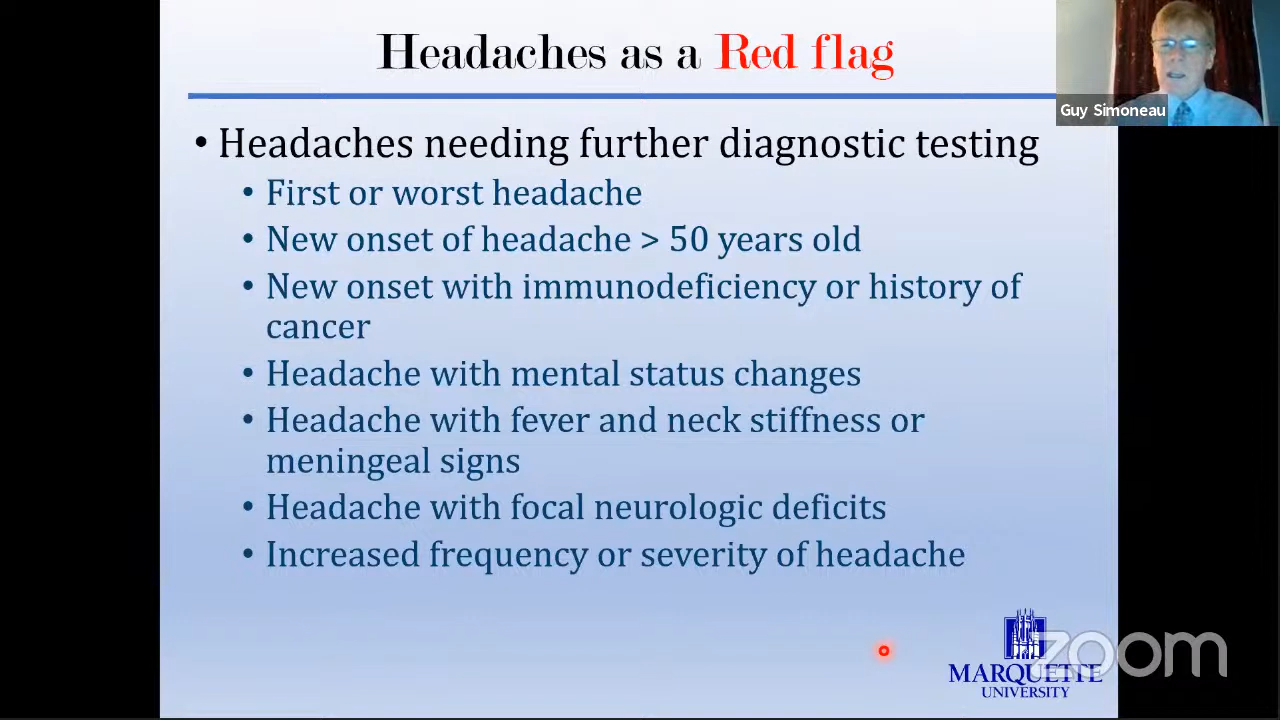 Headaches as a Red flag
Guy Simoneau
• Headaches needing further diagnostic testing
• First or worst headache
• New onset of headache > 50 years old
• New onset with immunodeficiency or history of
cancer
• Headache with mental status changes
• Headache with fever and neck stiffness or
meningeal signs
• Headache with focal neurologic deficits
• Increased frequency or severity of headache
zoom
MARQUETTE
UNIVERSITY